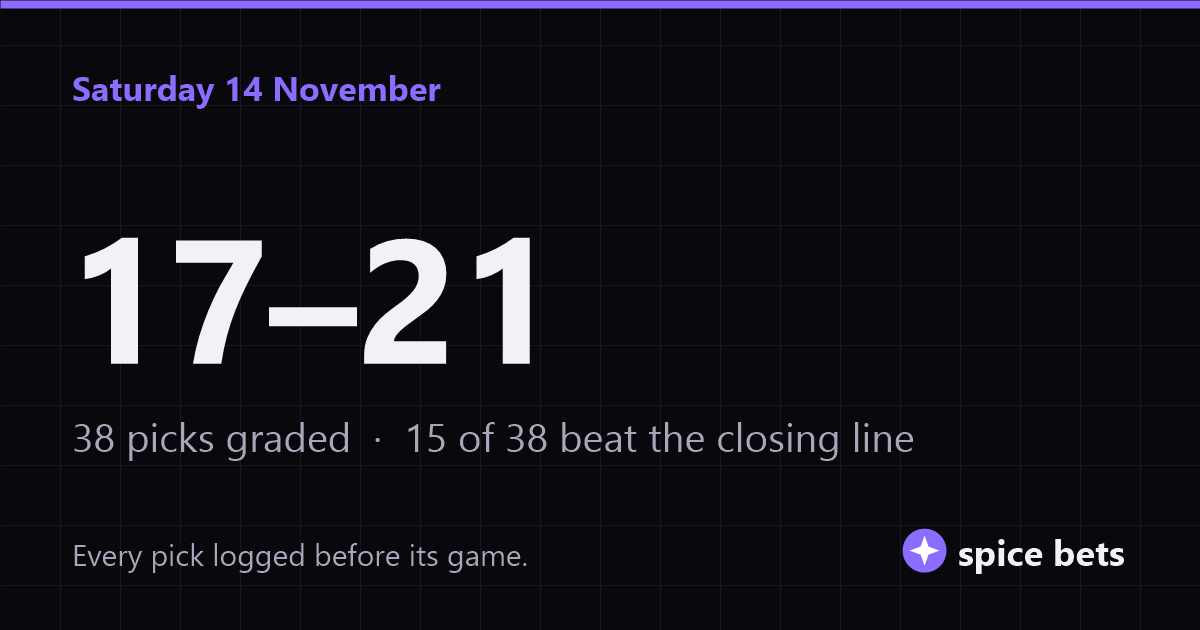 Saturday 14 November
17–21
38 picks graded · 15 of 38 beat the closing line
Every pick logged before its game.
spice bets